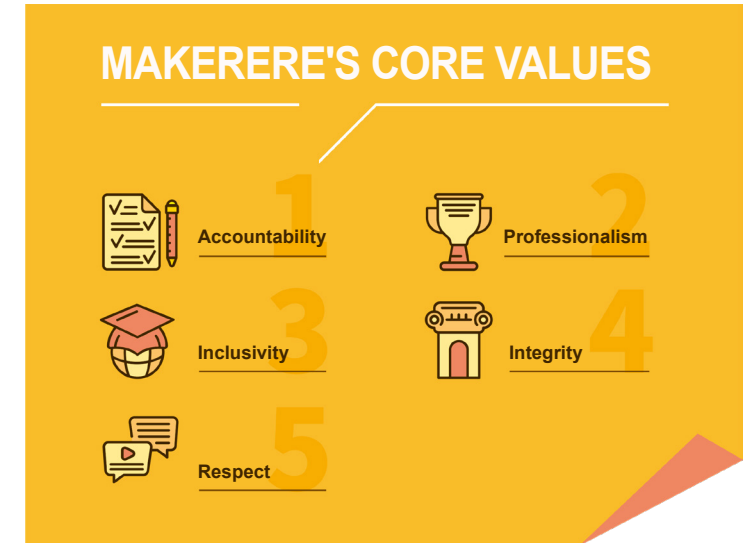 MAKERERE'S CORE VALUES
1
Accountability
2
Professionalism
3
Inclusivity
4
Integrity
5
Respect